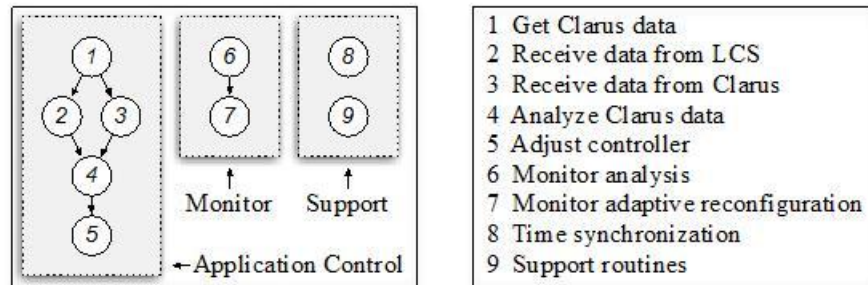 1
2
3
4
5
6
7
8
9
Monitor
Support
Application Control
1 Get Clarus data
2 Receive data from LCS
3 Receive data from Clarus
4 Analyze Clarus data
5 Adjust controller
6 Monitor analysis
7 Monitor adaptive reconfiguration
8 Time synchronization
9 Support routines